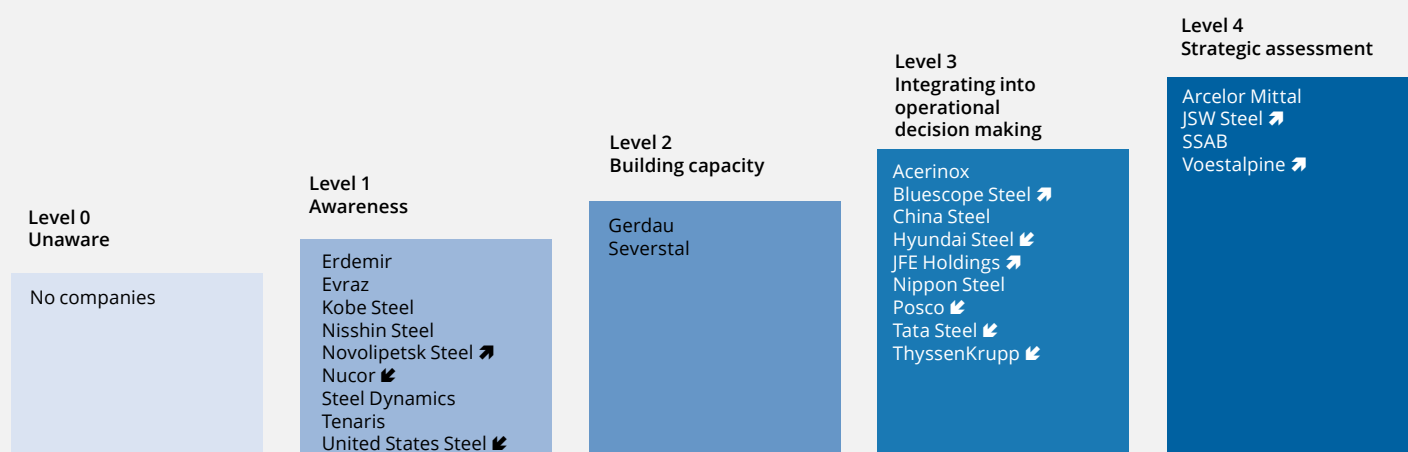 Level 0
Unaware
No companies
Level 1
Awareness
Erdemir
Evraz
Kobe Steel
Nisshin Steel
Novolipetsk Steel
Nucor
Steel Dynamics
Tenaris
United States Steel
Level 2
Building capacity
Gerdau
Severstal
Level 3
Integrating into
operational
decision making
Acerinox
Bluescope Steel
China Steel
Hyundai Steel
JFE Holdings
Nippon Steel
Posco
Tata Steel
ThyssenKrupp
Level 4
Strategic assessment
Arcelor Mittal
JSW Steel
SSAB
Voestalpine